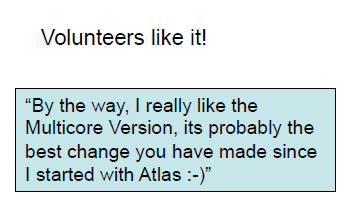 Volunteers like it!
“By the way, I really like the
Multicore Version, its probably the
best change you have made since
I started with Atlas :-)”